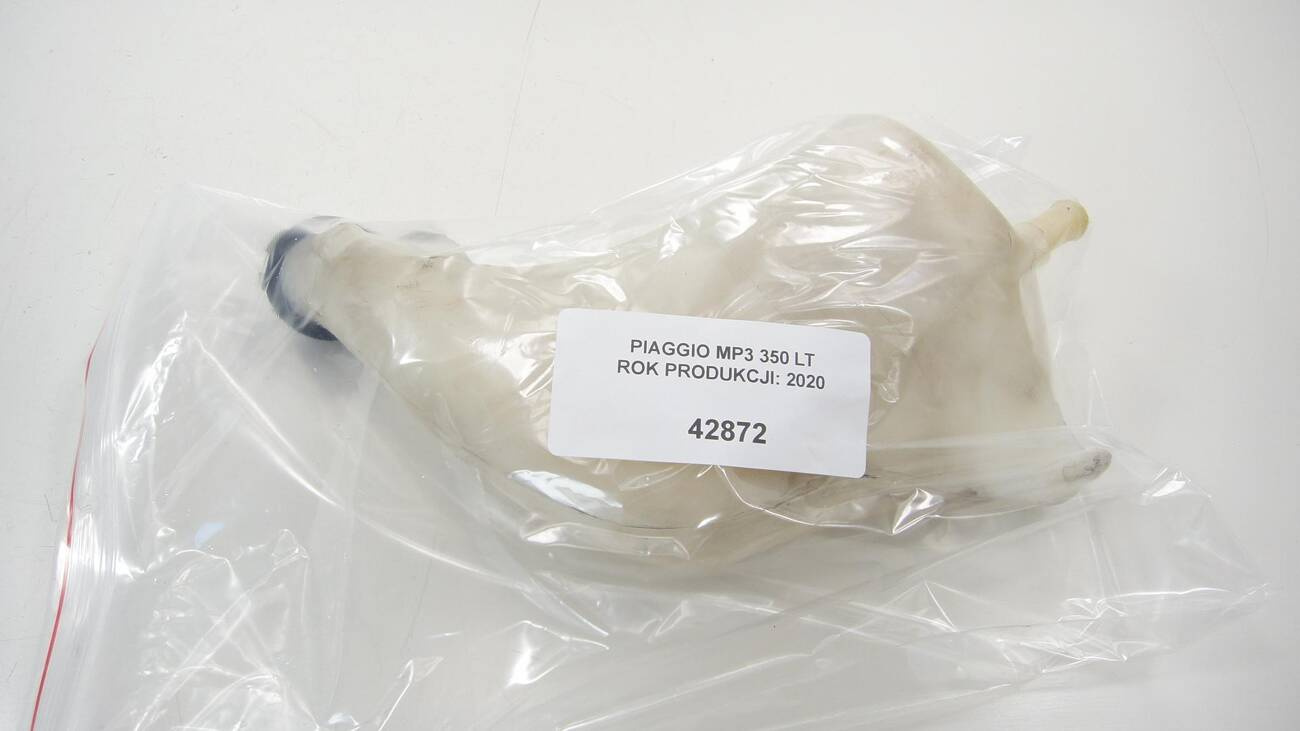 PIAGGIO MP3 350 LT
ROK PRODUKCJI: 2020
42872